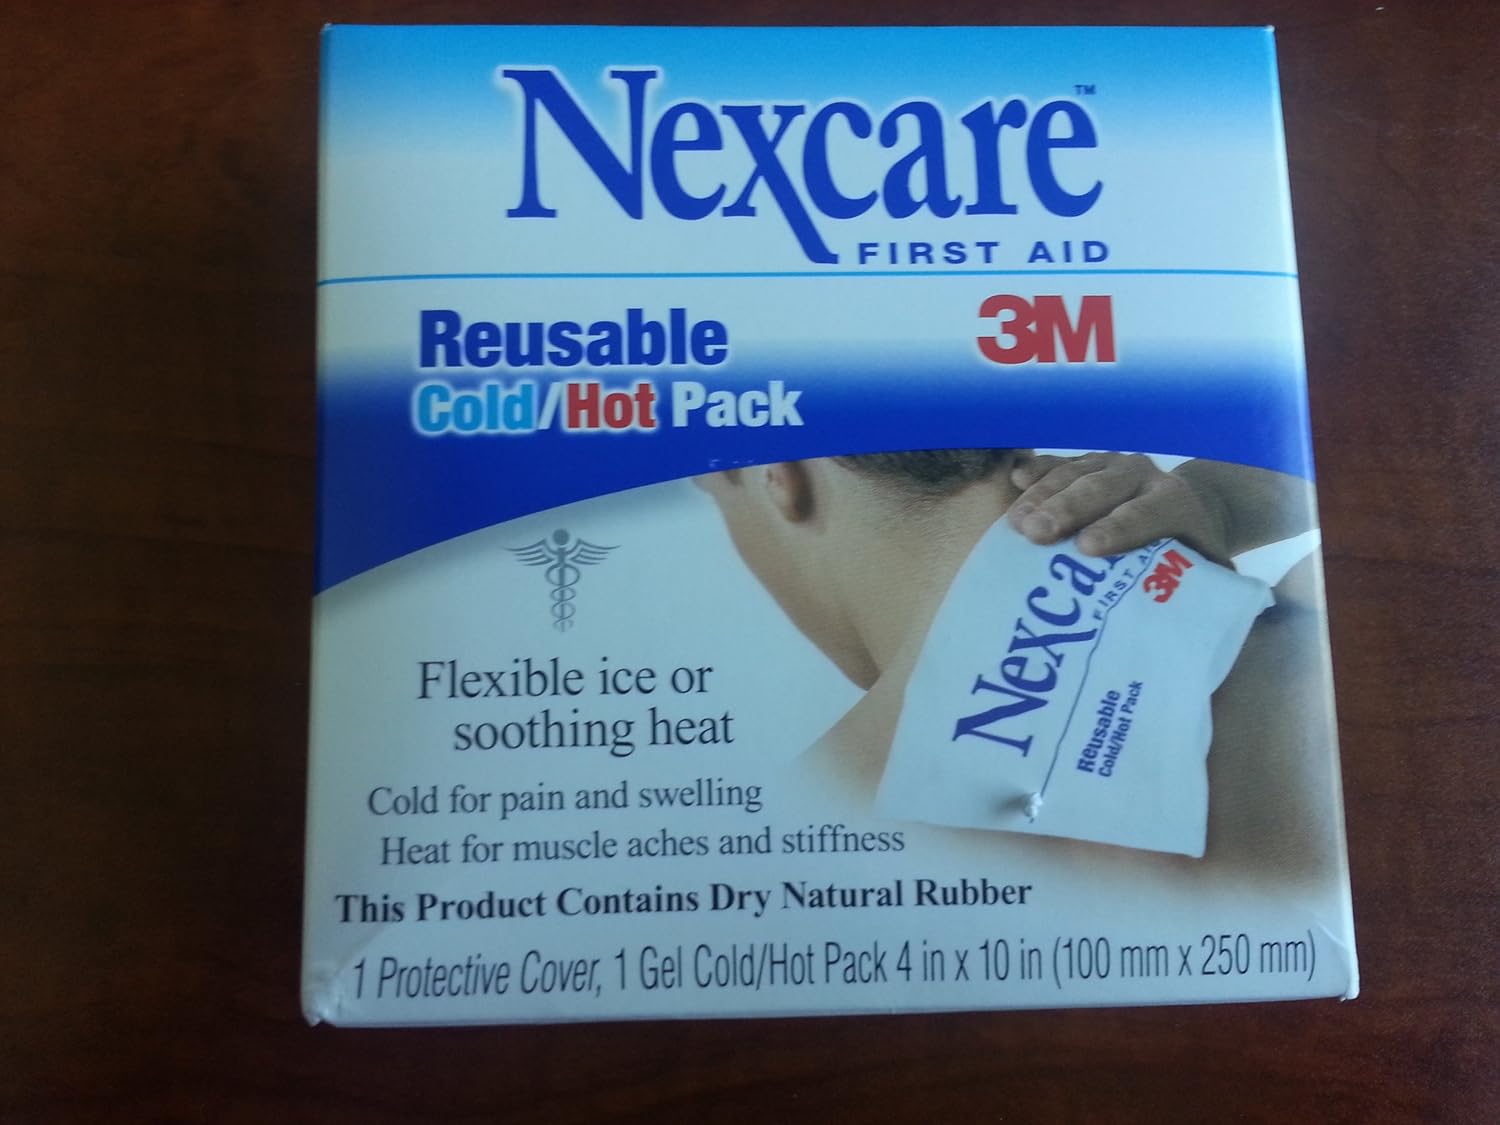 Nexcare™
FIRST AID
Reusable
3M
Cold/Hot Pack
Flexible ice or
soothing heat
Cold for pain and swelling
Heat for muscle aches and stiffness
This Product Contains Dry Natural Rubber
1 Protective Cover, 1 Gel Cold/Hot Pack 4 in x 10 in (100 mm x 250 mm)
Nexca
FIRST A
3M
Reusable
Cold/Hot Pack